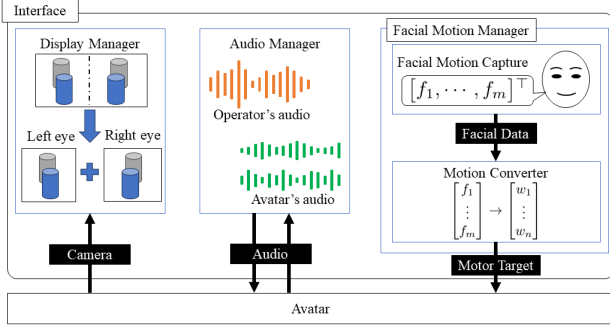 Interface
Display Manager
Left eye
Right eye
Camera
Audio Manager
Operator's audio
Avatar's audio
Audio
Facial Motion Manager
Facial Motion Capture
[f₁, ⋯ , fₘ]⊤
Facial Data
Motion Converter
[f₁ ⋮ fₘ] → [w₁ ⋮ wₙ]
Motor Target
Avatar